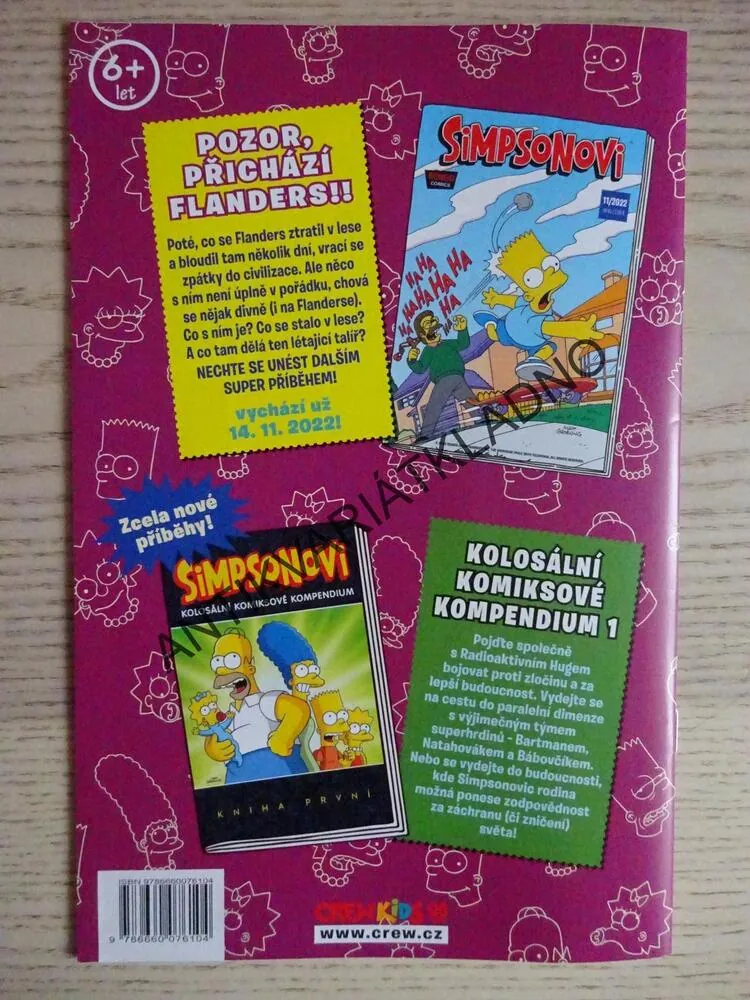 6+
let
POZOR,
PŘICHÁZÍ
FLANDERS!!
Poté, co se Flanders ztratil v lese
a bloudil tam několik dní, vrací se
zpátky do civilizace. Ale něco
s ním není úplně v pořádku, chová
se nějak divně (i na Flanderse).
Co s ním je? Co se stalo v lese?
A co tam dělá ten létající talíř?
NECHTE SE UNÉST DALŠÍM
SUPER PŘÍBĚHEM!
vychází už
14. 11. 2022!
SiMPSONOVi
BONGO
COMICS
11/2022
HA HA
HA HA HA HA
HA
ANTIKVARIÁT KLADNO
Zcela nové
příběhy!
SiMPSONOVi
KOLOSÁLNÍ KOMIKSOVÉ KOMPENDIUM
KNIHA PRVNÍ
KOLOSÁLNÍ
KOMIKSOVÉ
KOMPENDIUM 1
Pojďte společně
s Radioaktivním Hugem
bojovat proti zločinu a za
lepší budoucnost. Vydejte se
na cestu do paralelní dimenze
s výjimečným týmem
superhrdinů - Bartmanem,
Natahovákem a Bábovčíkem.
Nebo se vydejte do budoucnosti,
kde Simpsonovic rodina
možná ponese zodpovědnost
za záchranu (či zničení)
světa!
ISBN 9786660076104
9 786660 076104
CREW KiDS
www.crew.cz